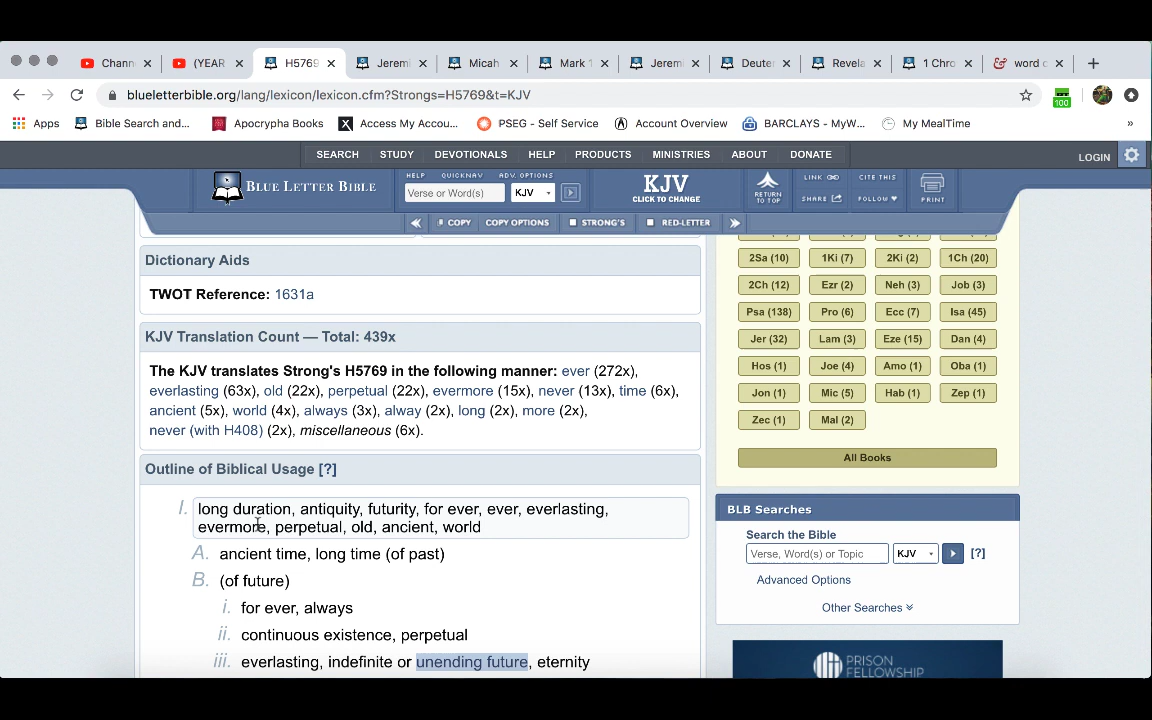 Chann
(YEAR
H5769
Jeremi
Micah
Mark 1
Jerem
Deuter
Revela
1 Chro
word c
blueletterbible.org/lang/lexicon/lexicon.cfm?Strongs=H5769&t=KJV
100
Apps
Bible Search and...
Apocrypha Books
Access My Accou...
PSEG - Self Service
Account Overview
BARCLAYS - MyW...
My MealTime
»
SEARCH STUDY DEVOTIONALS HELP PRODUCTS MINISTRIES ABOUT DONATE
LOGIN
BLUE LETTER BIBLE
HELP QUICKNAV ADV. OPTIONS
Verse or Word(s)
KJV
KJV
CLICK TO CHANGE
RETURN
TO TOP
LINK
CITE THIS
SHARE
FOLLOW
PRINT
COPY COPY OPTIONS STRONG'S RED-LETTER
Dictionary Aids
TWOT Reference: 1631a
KJV Translation Count — Total: 439x
The KJV translates Strong's H5769 in the following manner: ever (272x),
everlasting (63x), old (22x), perpetual (22x), evermore (15x), never (13x), time (6x),
ancient (5x), world (4x), always (3x), alway (2x), long (2x), more (2x),
never (with H408) (2x), miscellaneous (6x).
Outline of Biblical Usage [?]
I. long duration, antiquity, futurity, for ever, ever, everlasting,
evermore, perpetual, old, ancient, world
A. ancient time, long time (of past)
B. (of future)
i. for ever, always
ii. continuous existence, perpetual
iii. everlasting, indefinite or unending future, eternity
2Sa (10) 1Ki (7) 2Ki (2) 1Ch (20)
2Ch (12) Ezr (2) Neh (3) Job (3)
Psa (138) Pro (6) Ecc (7) Isa (45)
Jer (32) Lam (3) Eze (15) Dan (4)
Hos (1) Joe (4) Amo (1) Oba (1)
Jon (1) Mic (5) Hab (1) Zep (1)
Zec (1) Mal (2)
All Books
BLB Searches
Search the Bible
Verse, Word(s) or Topic
KJV
[?]
Advanced Options
Other Searches
PRISON
FELLOWSHIP